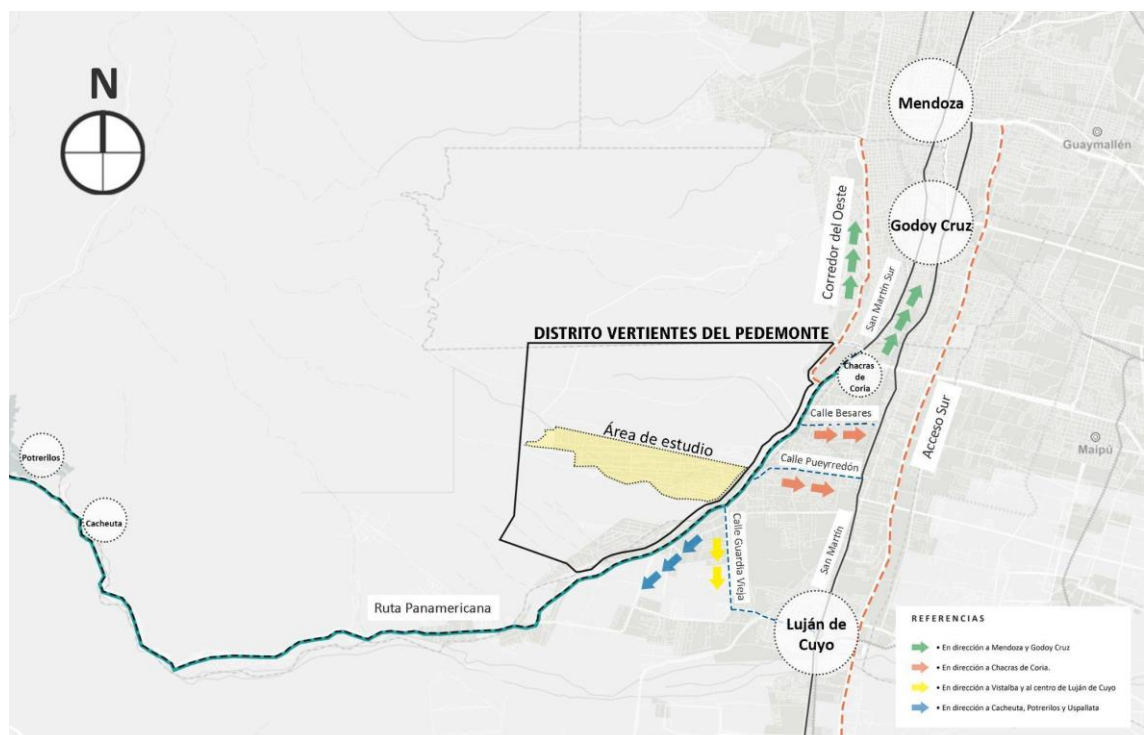 N
Mendoza
Guaymallén
Godoy Cruz
Corredor del Oeste
San Martín Sur
DISTRITO VERTIENTES DEL PEDEMONTE
Chacras
de
Coria
Calle Besares
Acceso Sur
Área de estudio
Maipú
Calle Pueyrredón
Potrerilos
Cacheuta
Calle Guardia Vieja
San Martín
Ruta Panamericana
Luján de
Cuyo
REFERENCIAS
• En dirección a Mendoza y Godoy Cruz
• En dirección a Chacras de Coria.
• En dirección a Vistalba y al centro de Luján de Cuyo
• En dirección a Cacheuta, Potrerilos y Uspallata